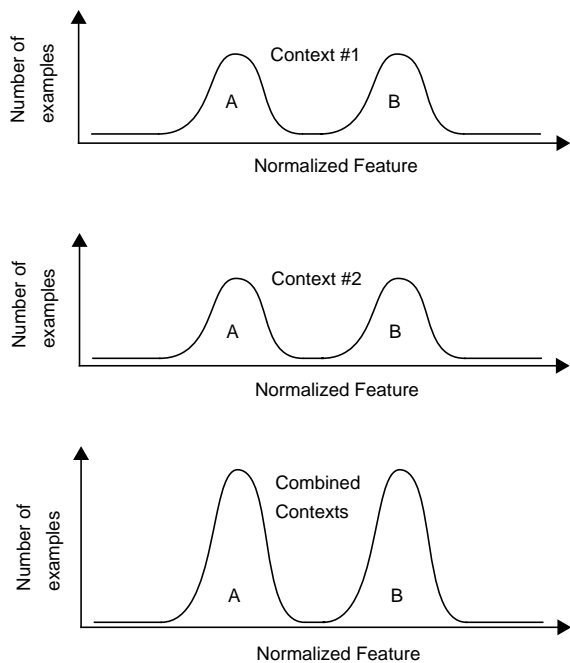 Number of
examples
Context #1
A
B
Normalized Feature
Number of
examples
Context #2
A
B
Normalized Feature
Number of
examples
Combined
Contexts
A
B
Normalized Feature